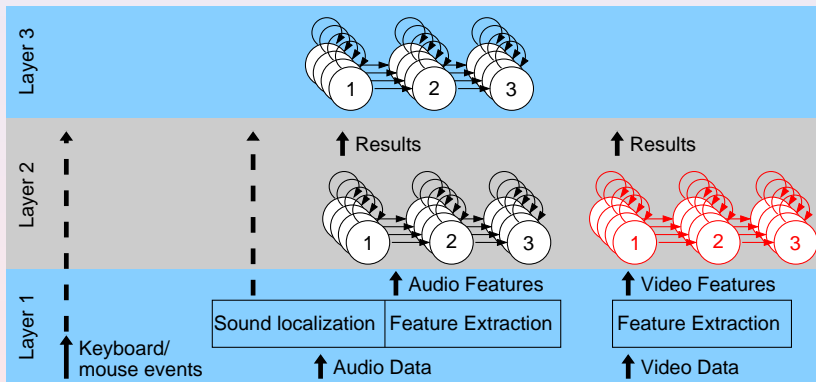 Layer 3
1 2 3
Results Results
Layer 2
1 2 3 1 2 3
Audio Features Video Features
Layer 1
Sound localization Feature Extraction Feature Extraction
Keyboard/
mouse events
Audio Data Video Data